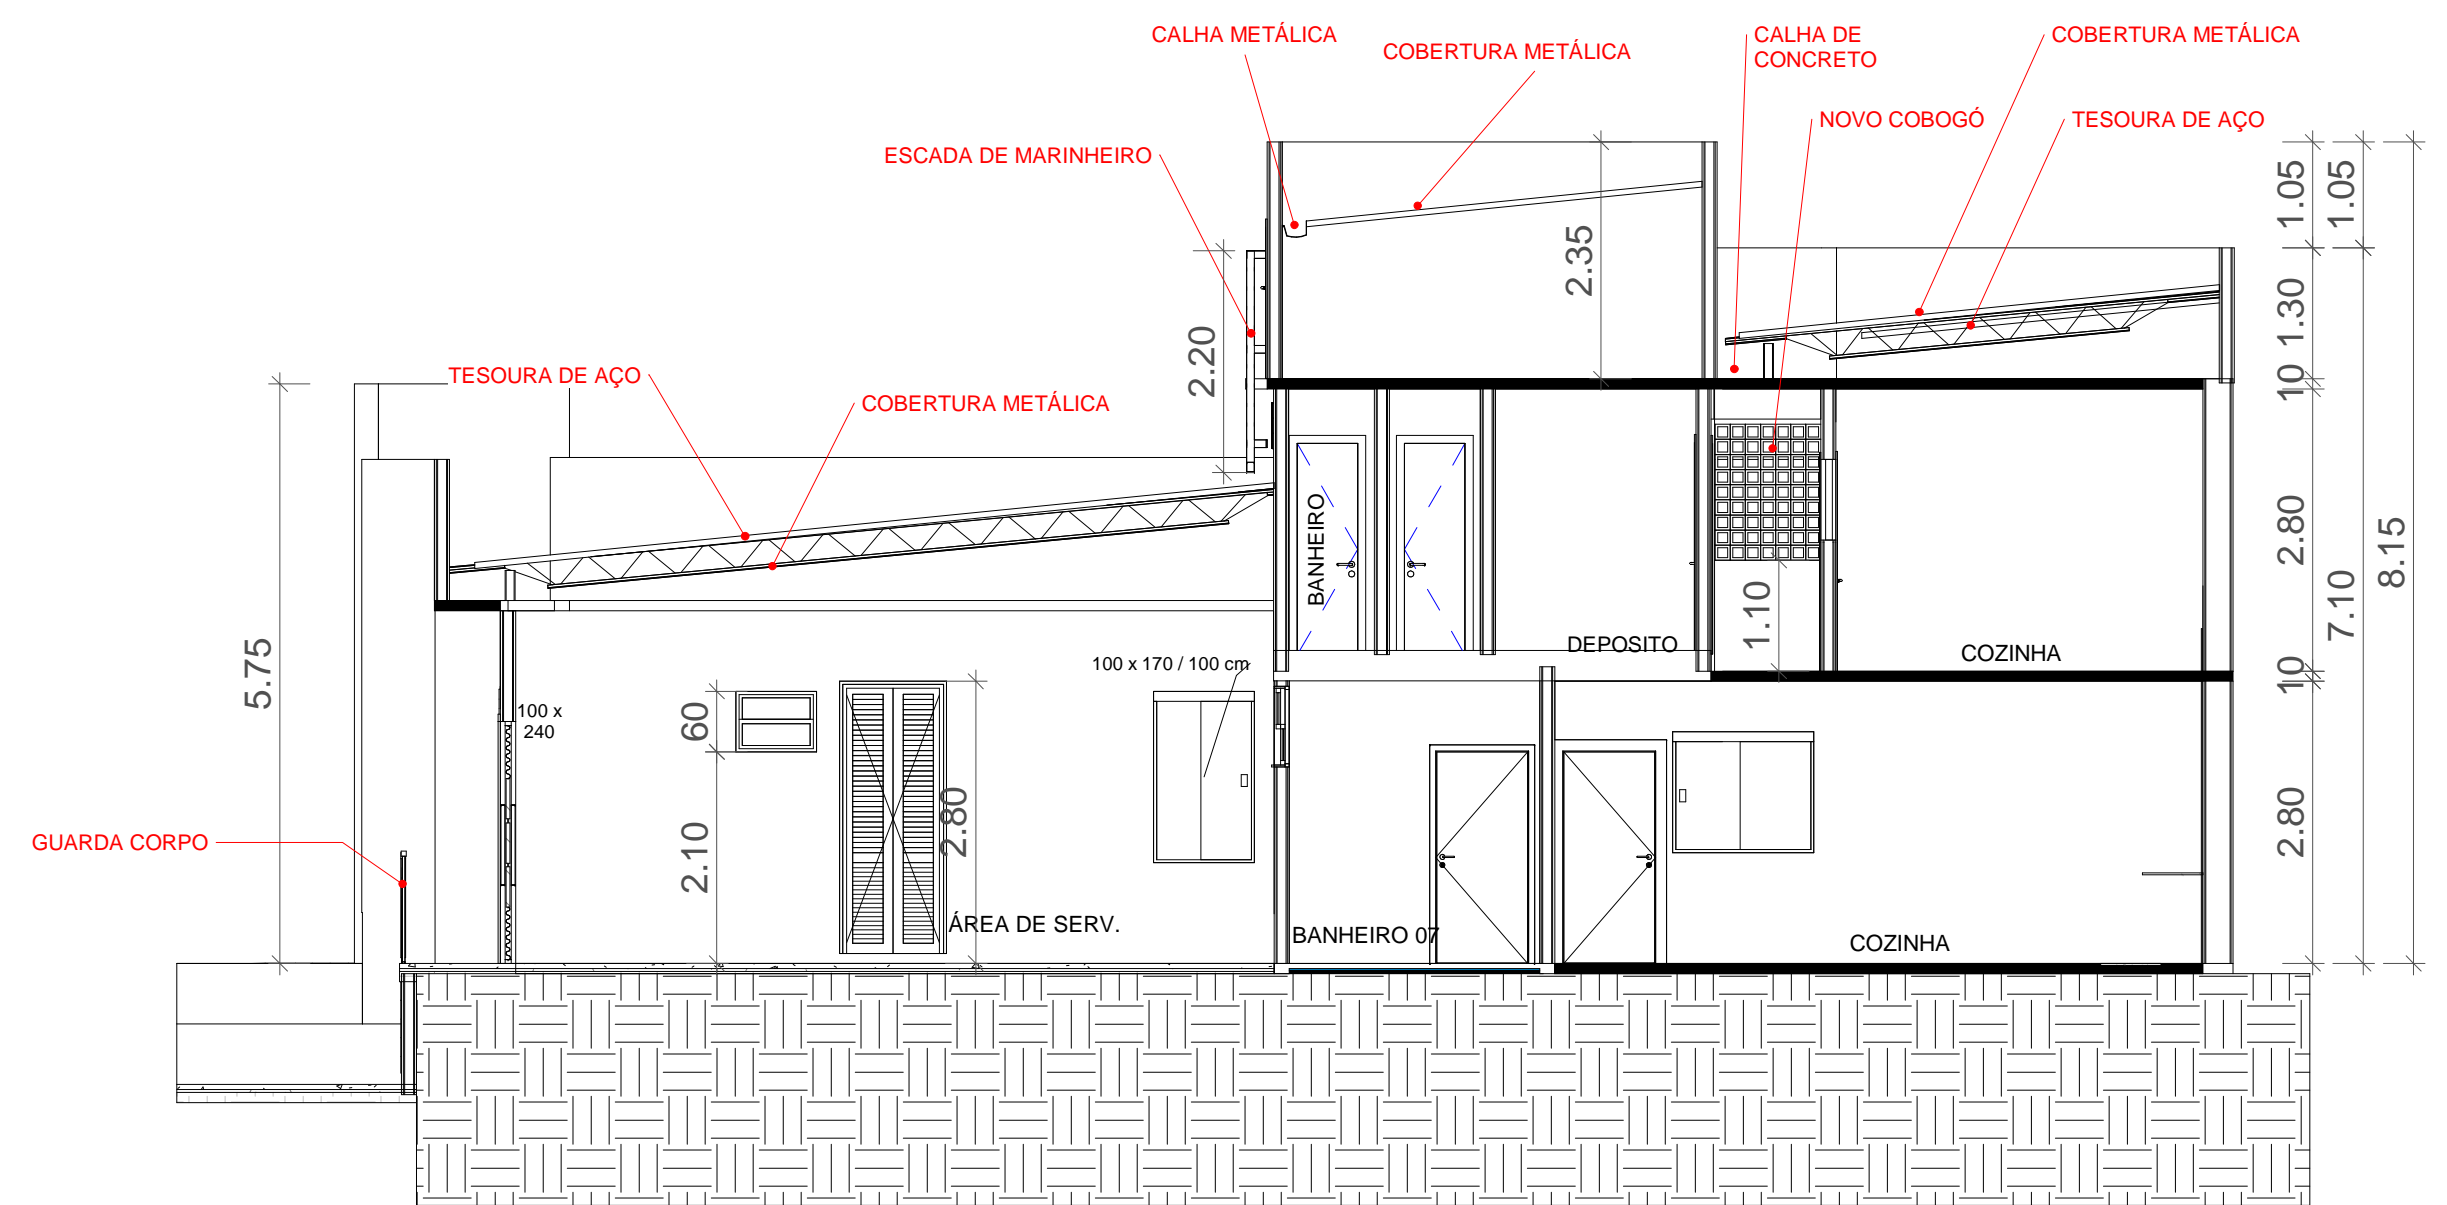 CALHA METÁLICA
COBERTURA METÁLICA
CALHA DE
CONCRETO
COBERTURA METÁLICA
NOVO COBOGÓ
TESOURA DE AÇO
ESCADA DE MARINHEIRO
1.05
1.05
2.35
1.30
2.20
TESOURA DE AÇO
COBERTURA METÁLICA
10
BANHEIRO
2.80
8.15
7.10
1.10
5.75
DEPOSITO
COZINHA
100 x 170 / 100 cm
10
60
100 x
240
2.80
2.80
2.10
GUARDA CORPO
ÁREA DE SERV.
BANHEIRO 07
COZINHA